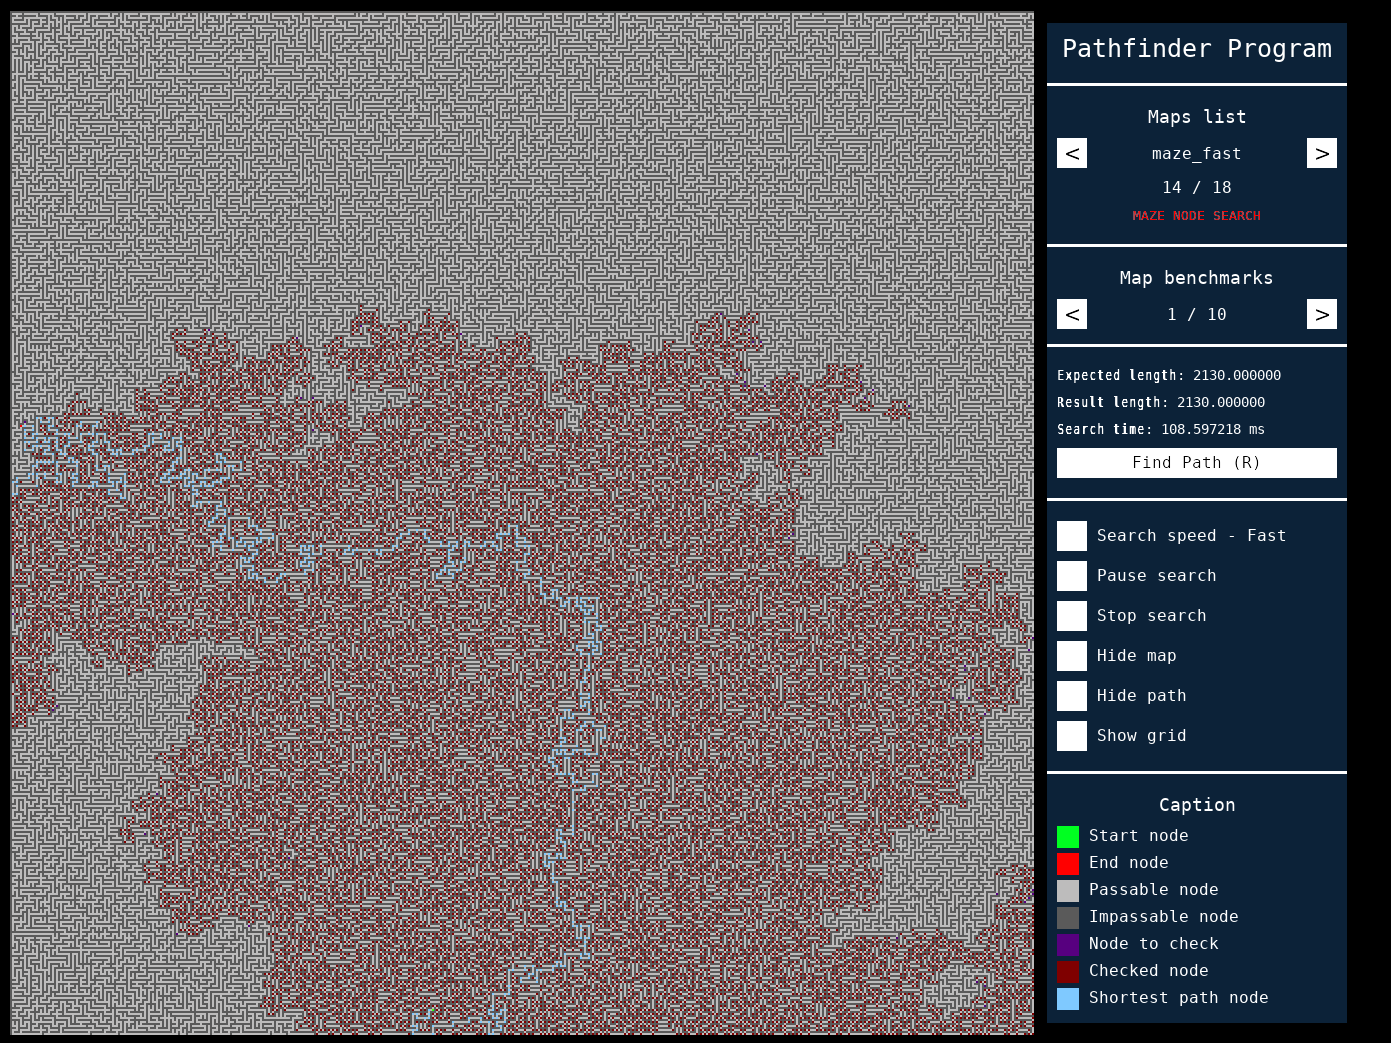 Pathfinder Program
Maps list
< maze_fast >
14 / 18
MAZE NODE SEARCH
Map benchmarks
< 1 / 10 >
Expected length: 2130.000000
Result length: 2130.000000
Search time: 108.597218 ms
Find Path (R)
Search speed - Fast
Pause search
Stop search
Hide map
Hide path
Show grid
Caption
Start node
End node
Passable node
Impassable node
Node to check
Checked node
Shortest path node